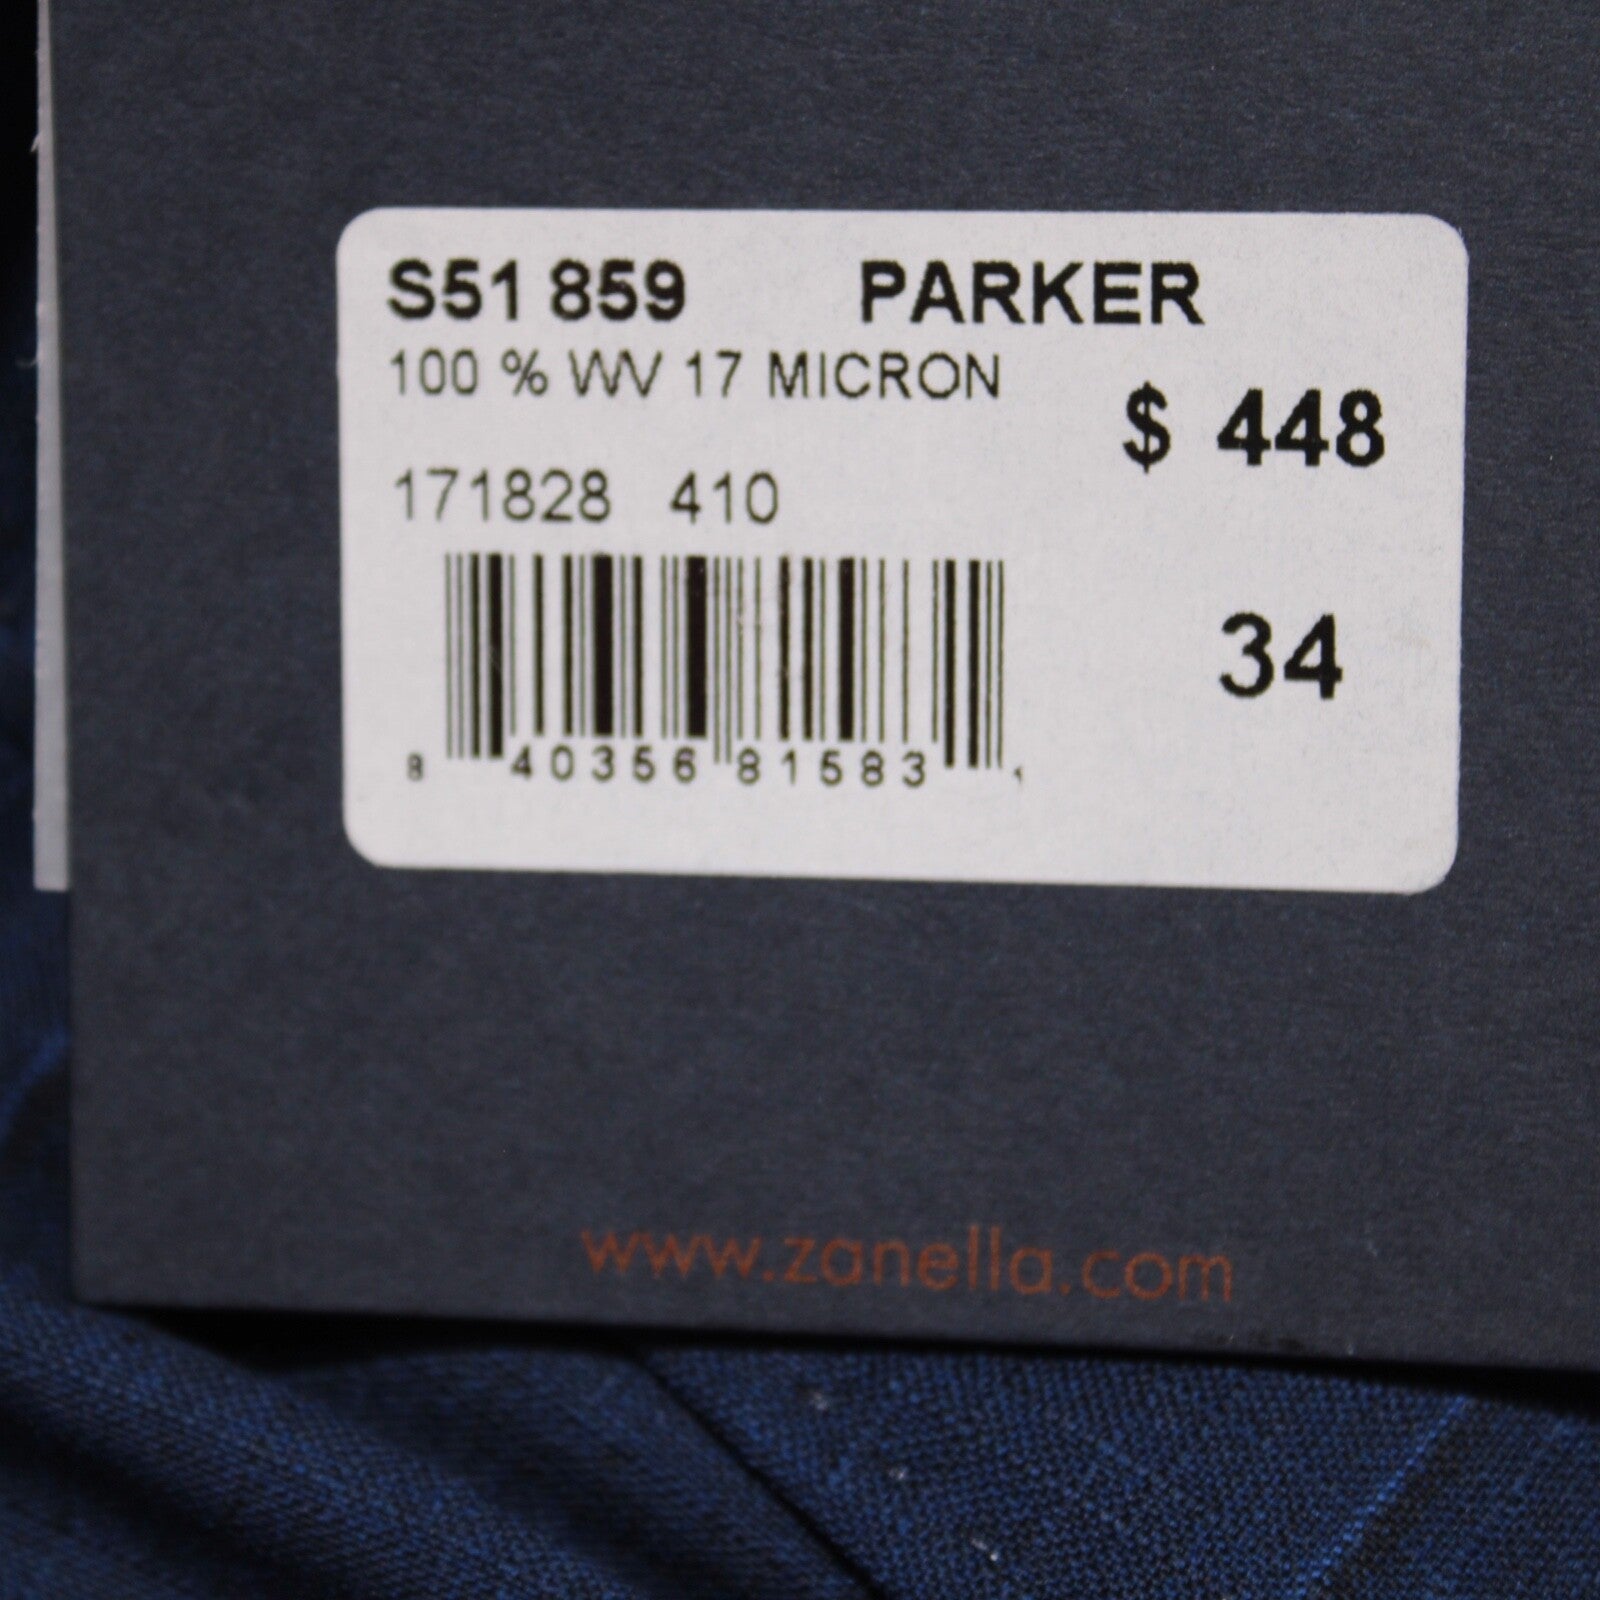 S51 859 PARKER
100 % WV 17 MICRON
$ 448
171828 410
34
8 40356 81583 1
www.zanella.com